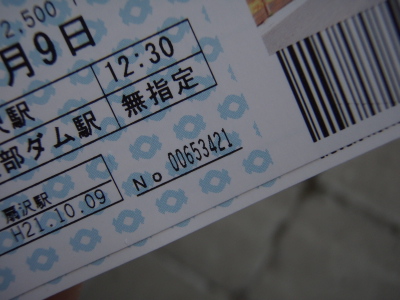 2,500
月9日
駅 12:30
部ダム駅 無指定
扇沢駅
H21.10.09
No 00653421